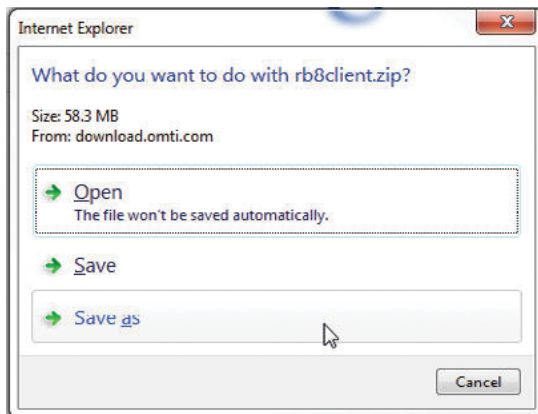 Internet Explorer
What do you want to do with rb8client.zip?
Size: 58.3 MB
From: download.omti.com
Open
The file won't be saved automatically.
Save
Save as
Cancel